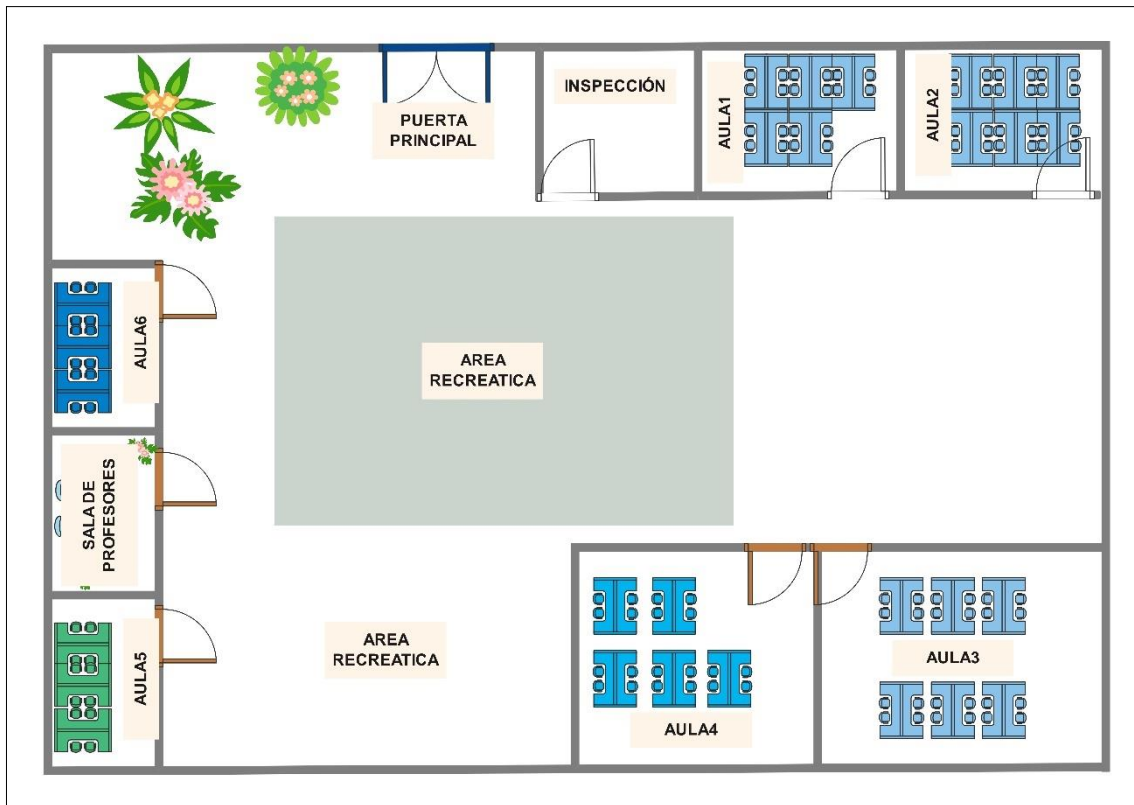 PUERTA
PRINCIPAL
INSPECCIÓN
AULA1
AULA2
AULA6
AREA
RECREATICA
SALA DE
PROFESORES
AULA5
AREA
RECREATICA
AULA4
AULA3